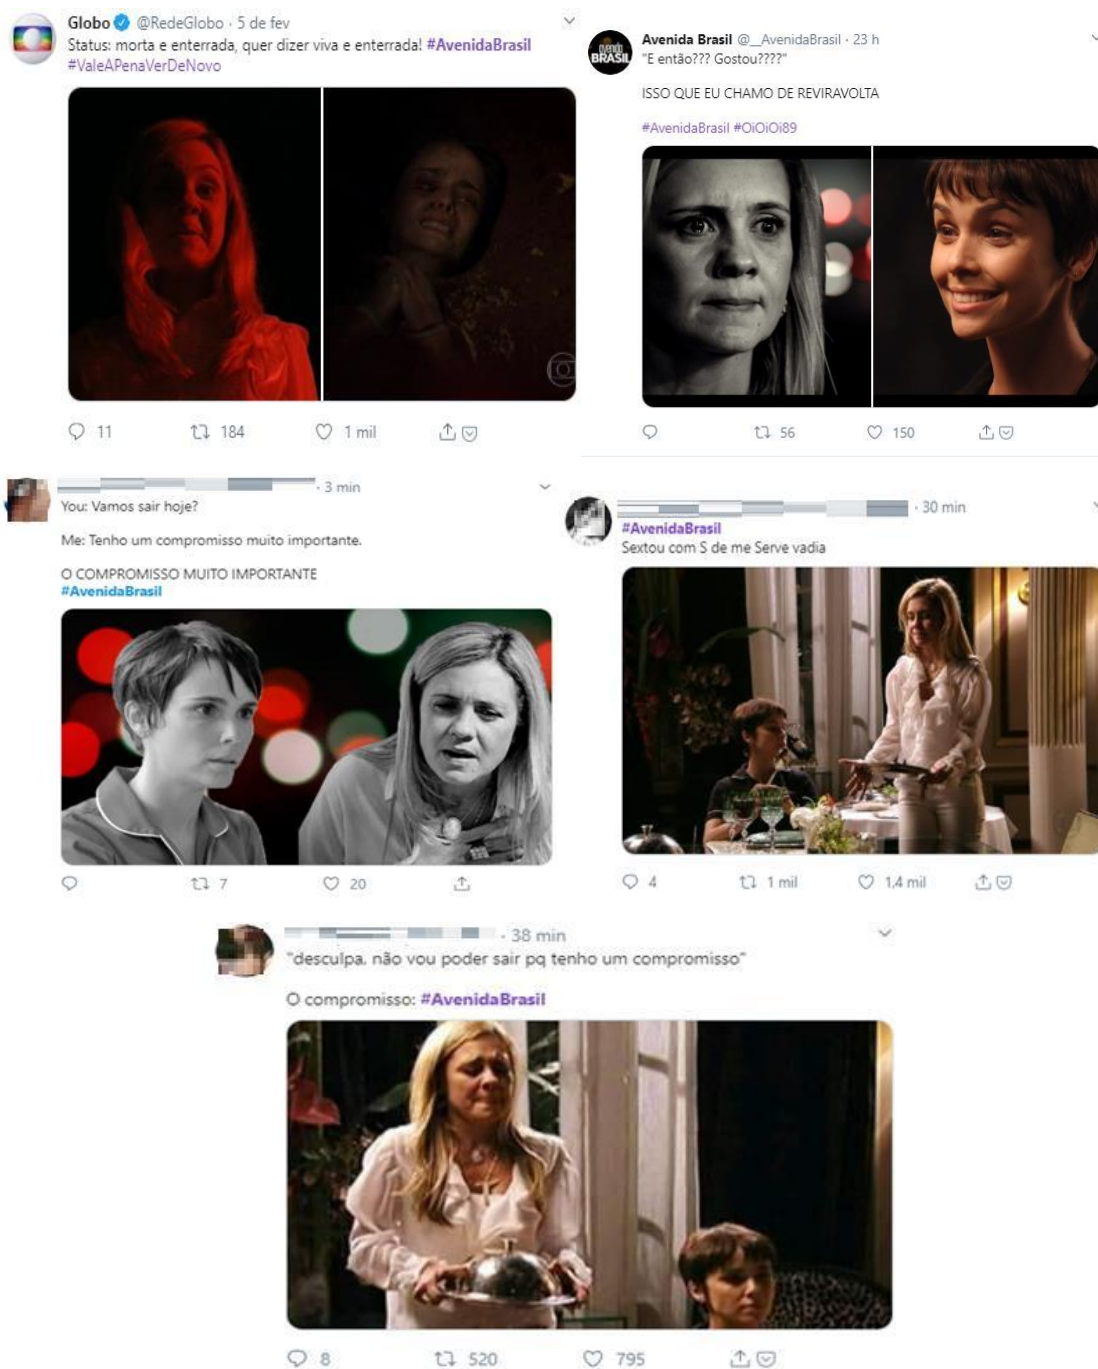 Globo @RedeGlobo · 5 de fev
Status: morta e enterrada, quer dizer viva e enterrada! #AvenidaBrasil
#ValeAPenaVerDeNovo
11 184 1 mil
avenida
BRASIL
Avenida Brasil @__AvenidaBrasil · 23 h
"E então??? Gostou????"
ISSO QUE EU CHAMO DE REVIRAVOLTA
#AvenidaBrasil #OiOiOi89
56 150
· 3 min
You: Vamos sair hoje?
Me: Tenho um compromisso muito importante.
O COMPROMISSO MUITO IMPORTANTE
#AvenidaBrasil
7 20
· 30 min
#AvenidaBrasil
Sextou com S de me Serve vadia
4 1 mil 1,4 mil
· 38 min
"desculpa, não vou poder sair pq tenho um compromisso"
O compromisso: #AvenidaBrasil
8 520 795